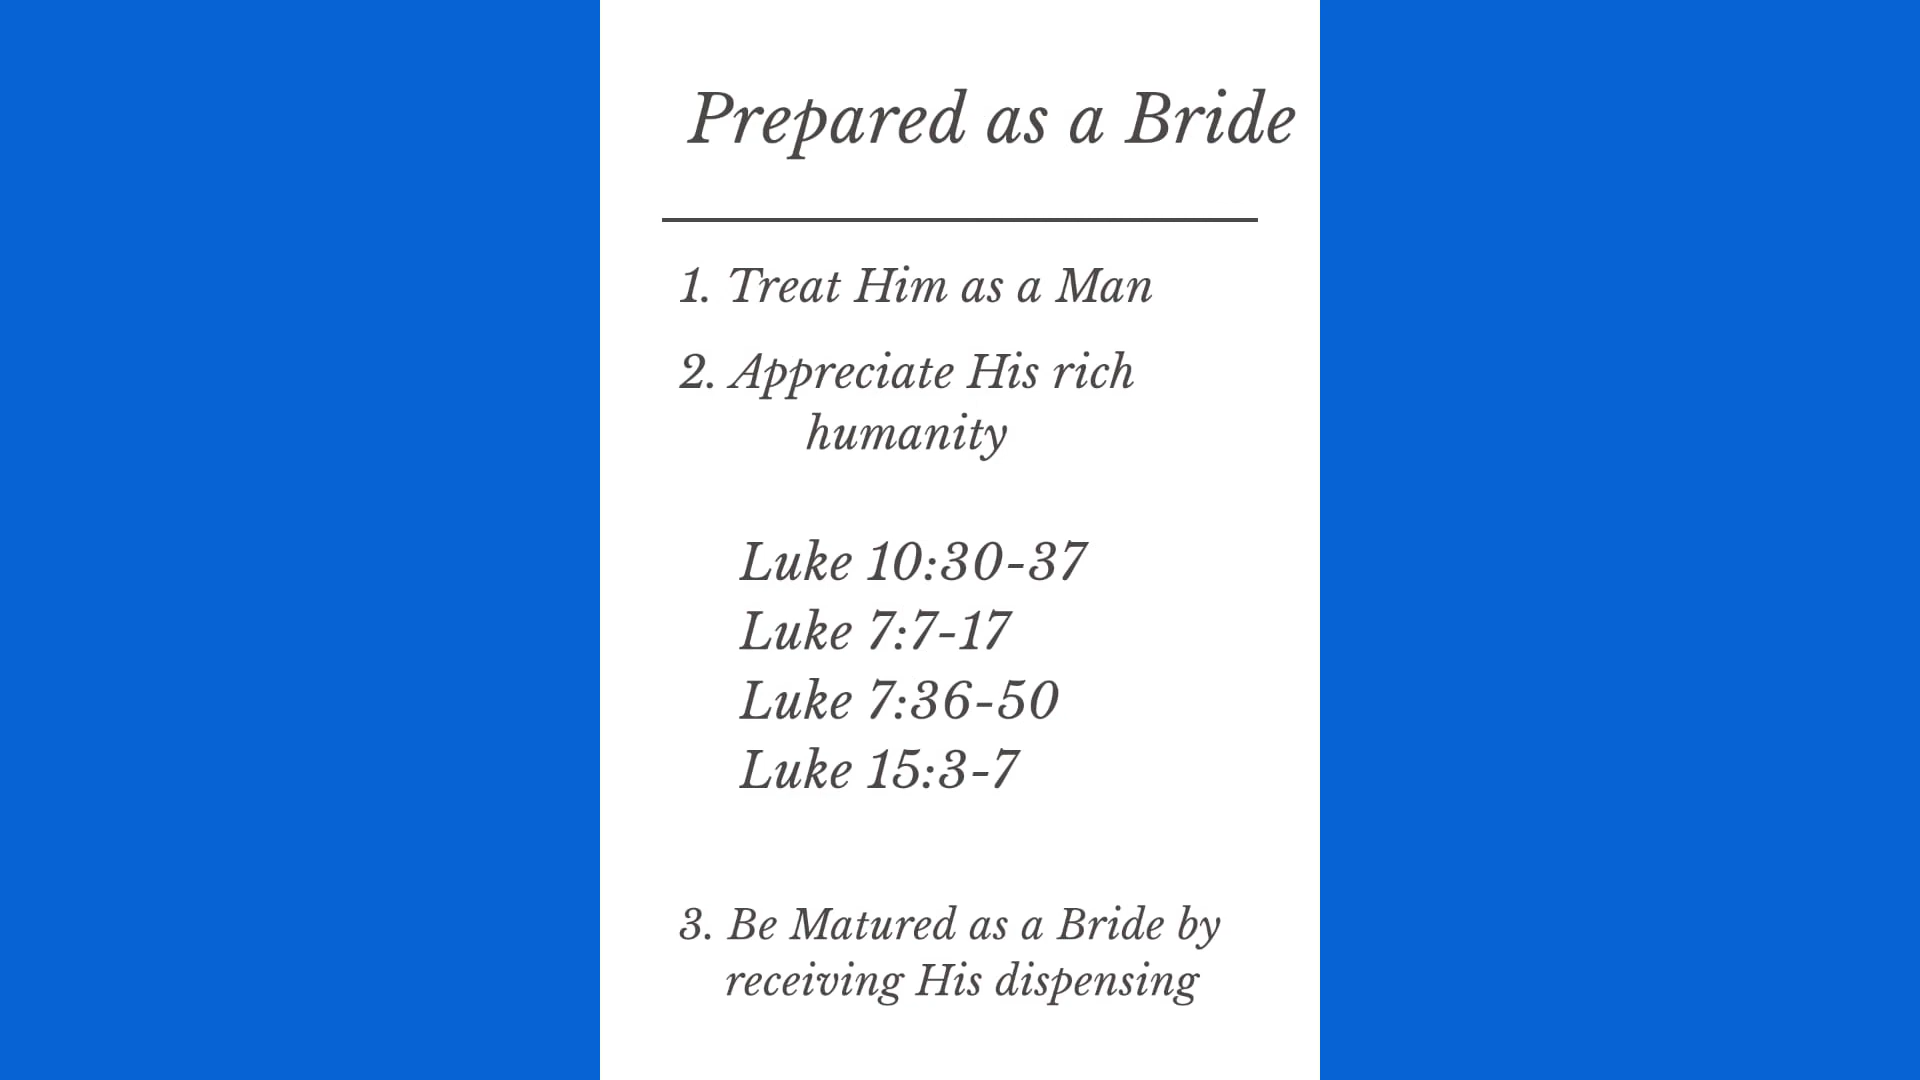 Prepared as a Bride
1. Treat Him as a Man
2. Appreciate His rich
humanity
Luke 10:30-37
Luke 7:7-17
Luke 7:36-50
Luke 15:3-7
3. Be Matured as a Bride by
receiving His dispensing